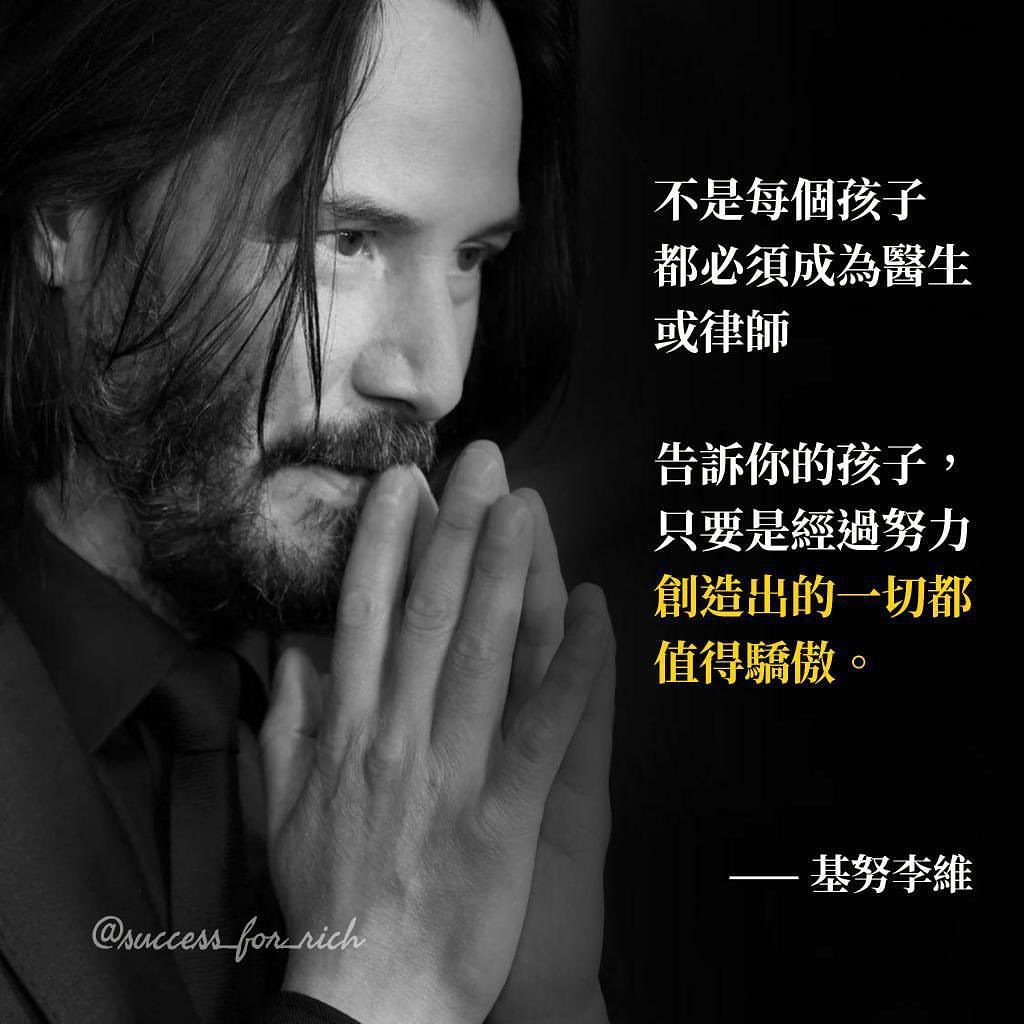 不是每個孩子
都必須成為醫生
或律師
告訴你的孩子，
只要是經過努力
創造出的一切都
值得驕傲。
—— 基努李維
@success_for_rich